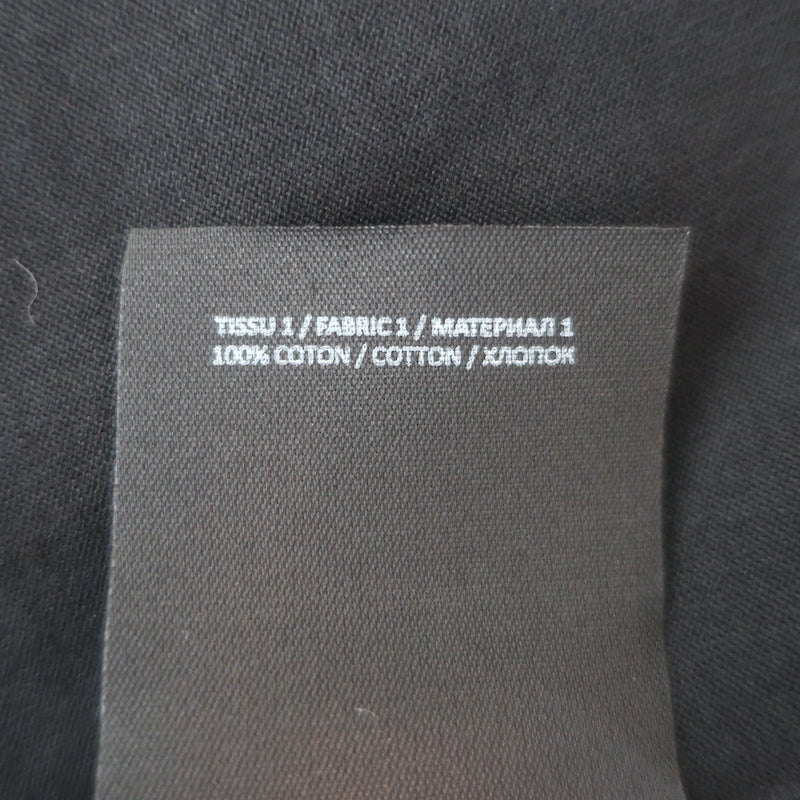 TISSU 1 / FABRIC 1 / МАТЕРИАЛ 1
100% COTON / COTTON / ХЛОПОК